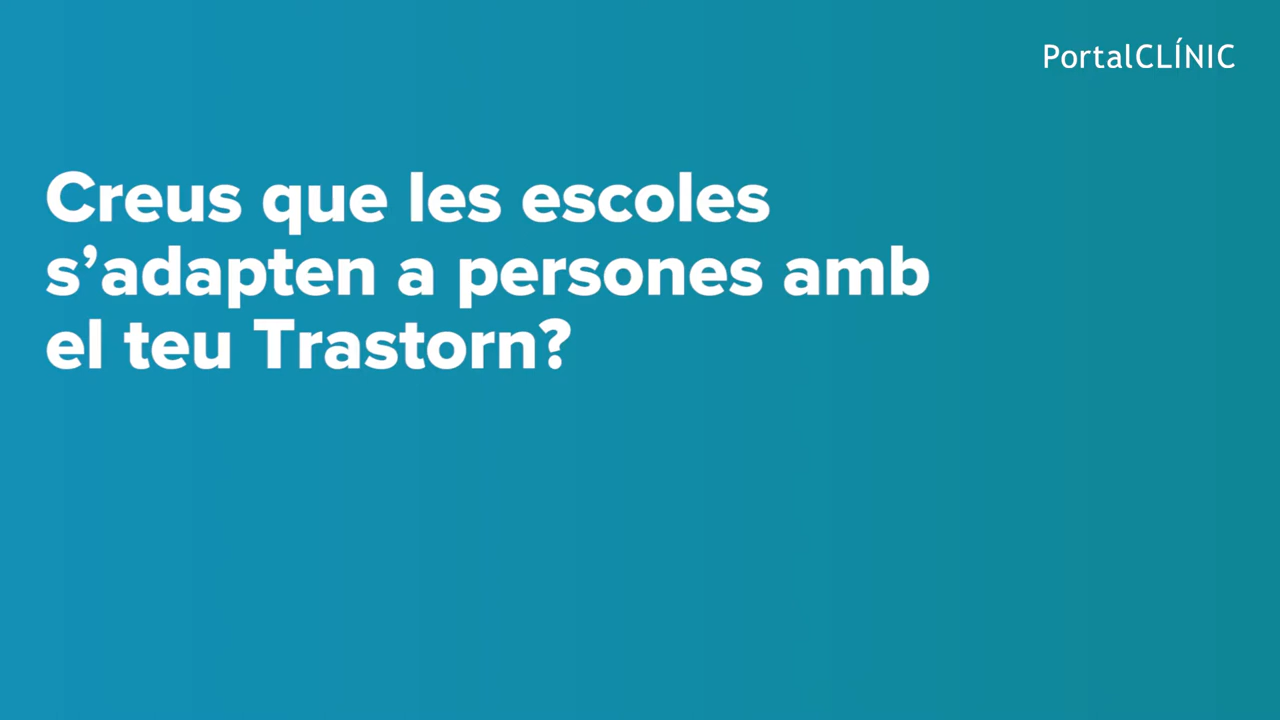 PortalCLÍNIC
Creus que les escoles
s’adapten a persones amb
el teu Trastorn?